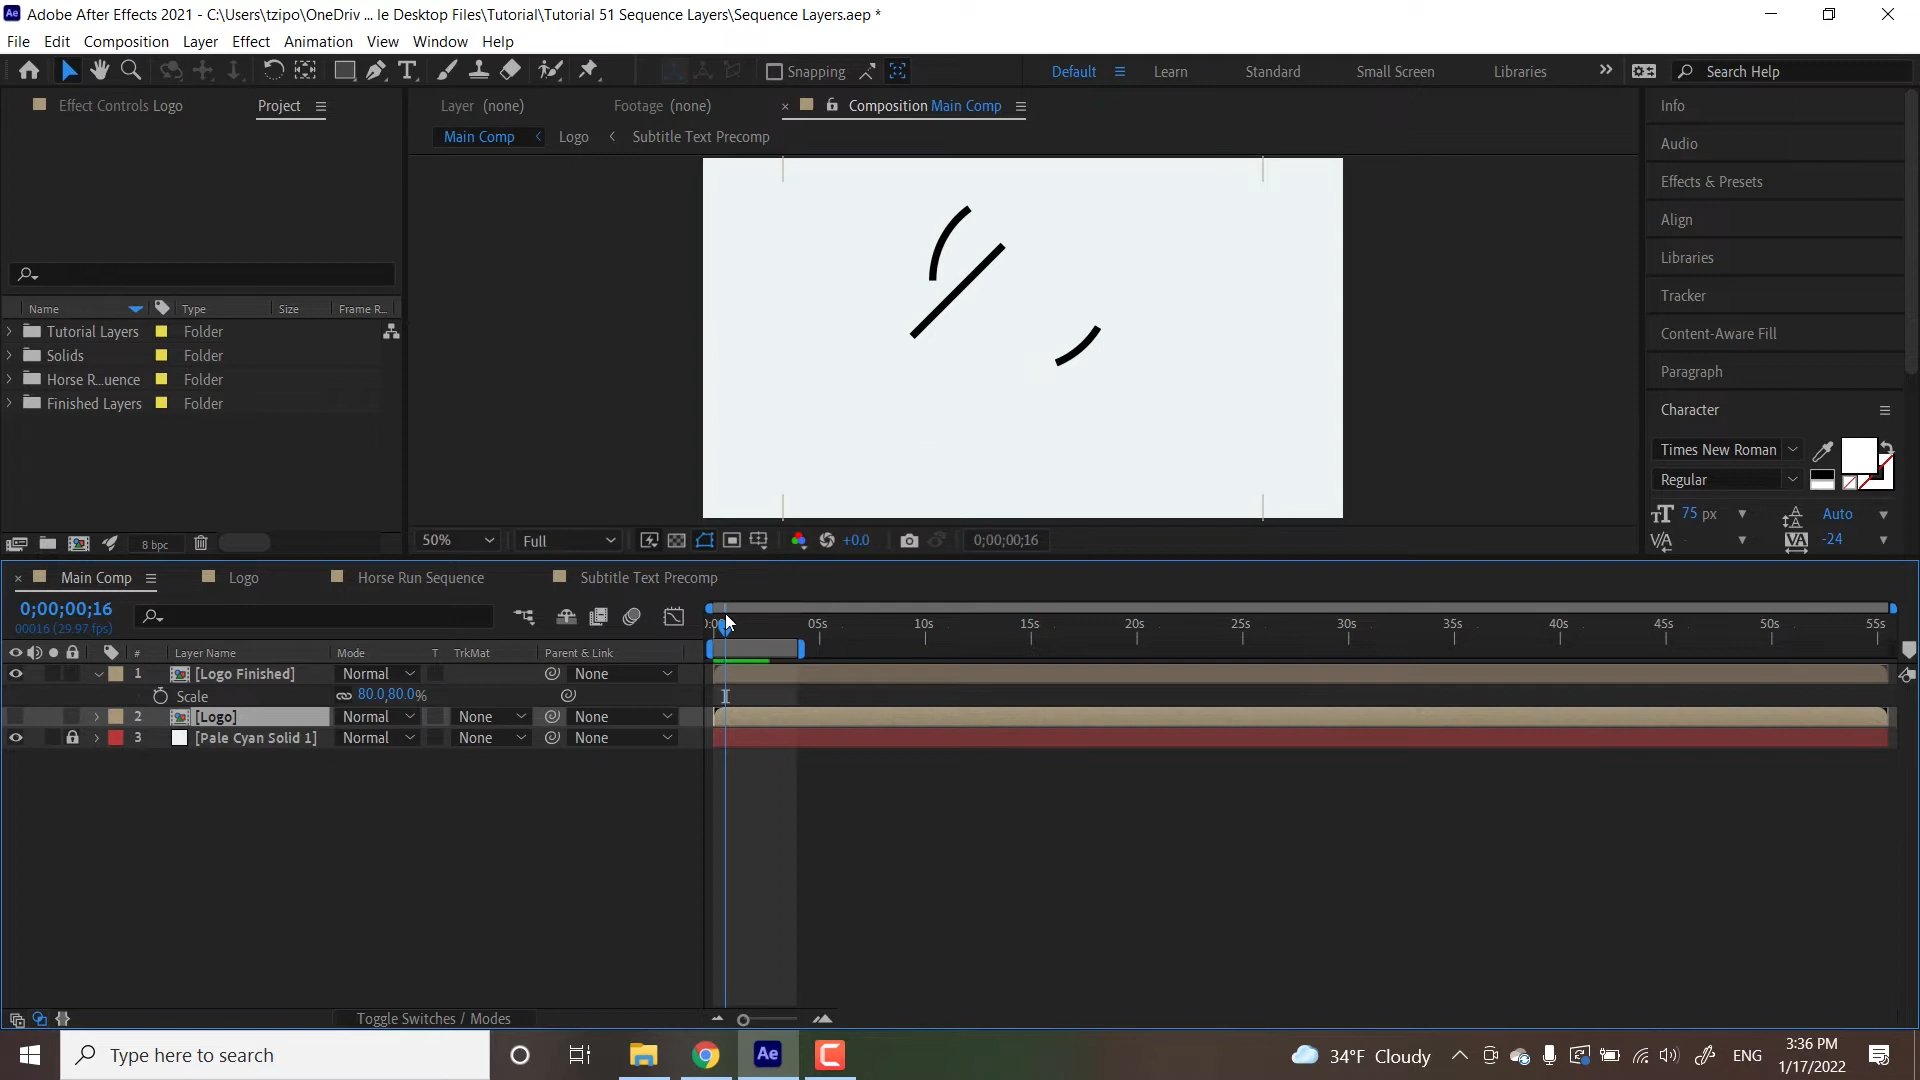 Adobe After Effects 2021 - C:\Users\tzipo\OneDriv ... le Desktop Files\Tutorial\Tutorial 51 Sequence Layers\Sequence Layers.aep *
File Edit Composition Layer Effect Animation View Window Help
Snapping Default Learn Standard Small Screen Libraries Search Help
Effect Controls Logo Project
Layer (none) Footage (none) Composition Main Comp
Main Comp Logo Subtitle Text Precomp
Name Type Size Frame R...
Tutorial Layers Folder
Solids Folder
Horse R...uence Folder
Finished Layers Folder
8 bpc
50% Full +0.0 0;00;00;16
Info
Audio
Effects & Presets
Align
Libraries
Tracker
Content-Aware Fill
Paragraph
Character
Times New Roman
Regular
75 px Auto
-24
Main Comp Logo Horse Run Sequence Subtitle Text Precomp
0;00;00;16
00016 (29.97 fps)
05s 10s 15s 20s 25s 30s 35s 40s 45s 50s 55s
# Layer Name Mode T TrkMat Parent & Link
1 [Logo Finished] Normal None
Scale 80.0,80.0%
2 [Logo] Normal None None
3 [Pale Cyan Solid 1] Normal None None
Toggle Switches / Modes
Type here to search
Ae
34°F Cloudy
ENG
3:36 PM
1/17/2022